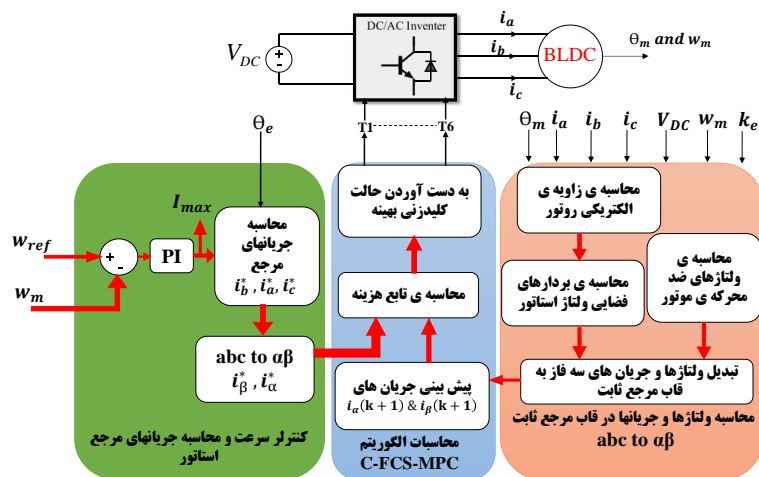 DC/AC Inventer
V_DC
i_a
i_b
i_c
BLDC
Θ_m and w_m
T1
T6
Θ_e
I_max
w_ref
w_m
+
-
PI
محاسبه
جریانهای
مرجع
i_b^* , i_a^*, i_c^*
abc to αβ
i_β^* , i_α^*
کنترلر سرعت و محاسبه جریانهای مرجع
استاتور
به دست آوردن حالت
کلیدزنی بهینه
محاسبه ی تابع هزینه
پیش بینی جریان های
i_α(k + 1) & i_β(k + 1)
محاسبات الگوریتم
C-FCS-MPC
Θ_m i_a i_b i_c V_DC w_m k_e
محاسبه ی زاویه ی
الکتریکی روتور
محاسبه ی بردارهای
فضایی ولتاژ استاتور
محاسبه ی
ولتاژهای ضد
محرکه ی موتور
تبدیل ولتاژها و جریان های سه فاز به
قاب مرجع ثابت
محاسبه ولتاژها و جریانها در قاب مرجع ثابت
abc to αβ